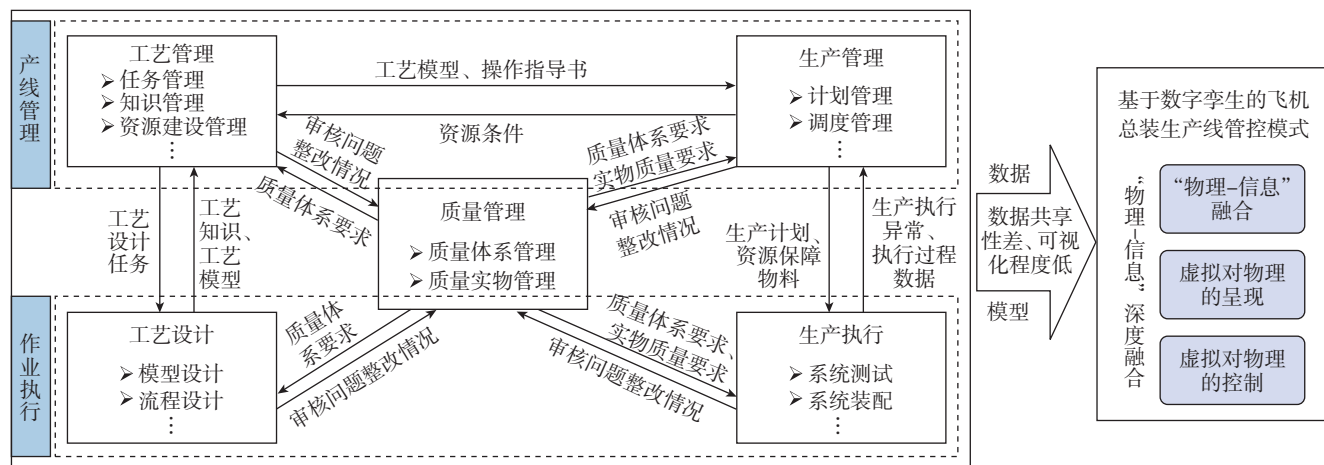 产线管理
工艺管理
➢任务管理
➢知识管理
➢资源建设管理
⋮
工艺模型、操作指导书
资源条件
生产管理
➢计划管理
➢调度管理
⋮
审核问题
整改情况
质量体系要求
质量体系要求
实物质量要求
审核问题
整改情况
质量管理
➢质量体系管理
➢质量实物管理
工艺
设计
任务
工艺
知识、
工艺
模型
生产计划、
资源保障
物料
生产执行
异常、
执行过程
数据
作业执行
工艺设计
➢模型设计
➢流程设计
⋮
质量体
系要求
审核问题整改情况
质量体系要求、
实物质量要求
审核问题整改情况
生产执行
➢系统测试
➢系统装配
⋮
数据
数据共享
性差、可视
化程度低
模型
基于数字孪生的飞机
总装生产线管控模式
“物理–信息”深度融合
“物理–信息”
融合
虚拟对物理
的呈现
虚拟对物理
的控制